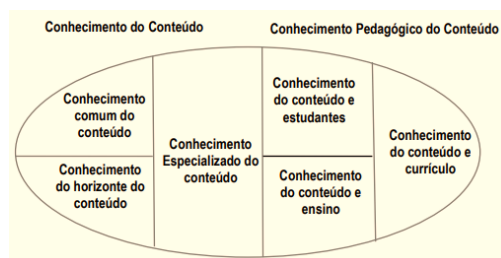 Conhecimento do Conteúdo
Conhecimento Pedagógico do Conteúdo
Conhecimento
comum do
conteúdo
Conhecimento
do horizonte do
conteúdo
Conhecimento
Especializado do
conteúdo
Conhecimento
do conteúdo e
estudantes
Conhecimento
do conteúdo e
ensino
Conhecimento
do conteúdo e
currículo